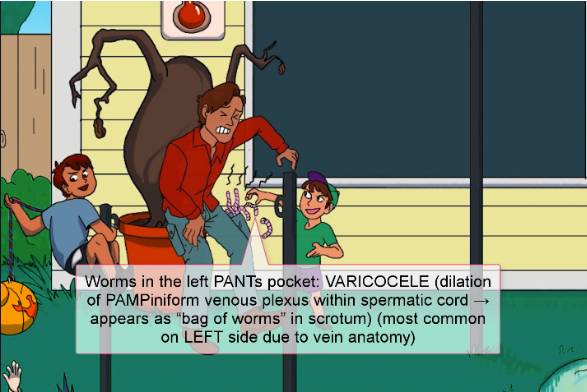 Worms in the left PANTs pocket: VARICOCELE (dilation
of PAMPiniform venous plexus within spermatic cord →
appears as “bag of worms” in scrotum) (most common
on LEFT side due to vein anatomy)